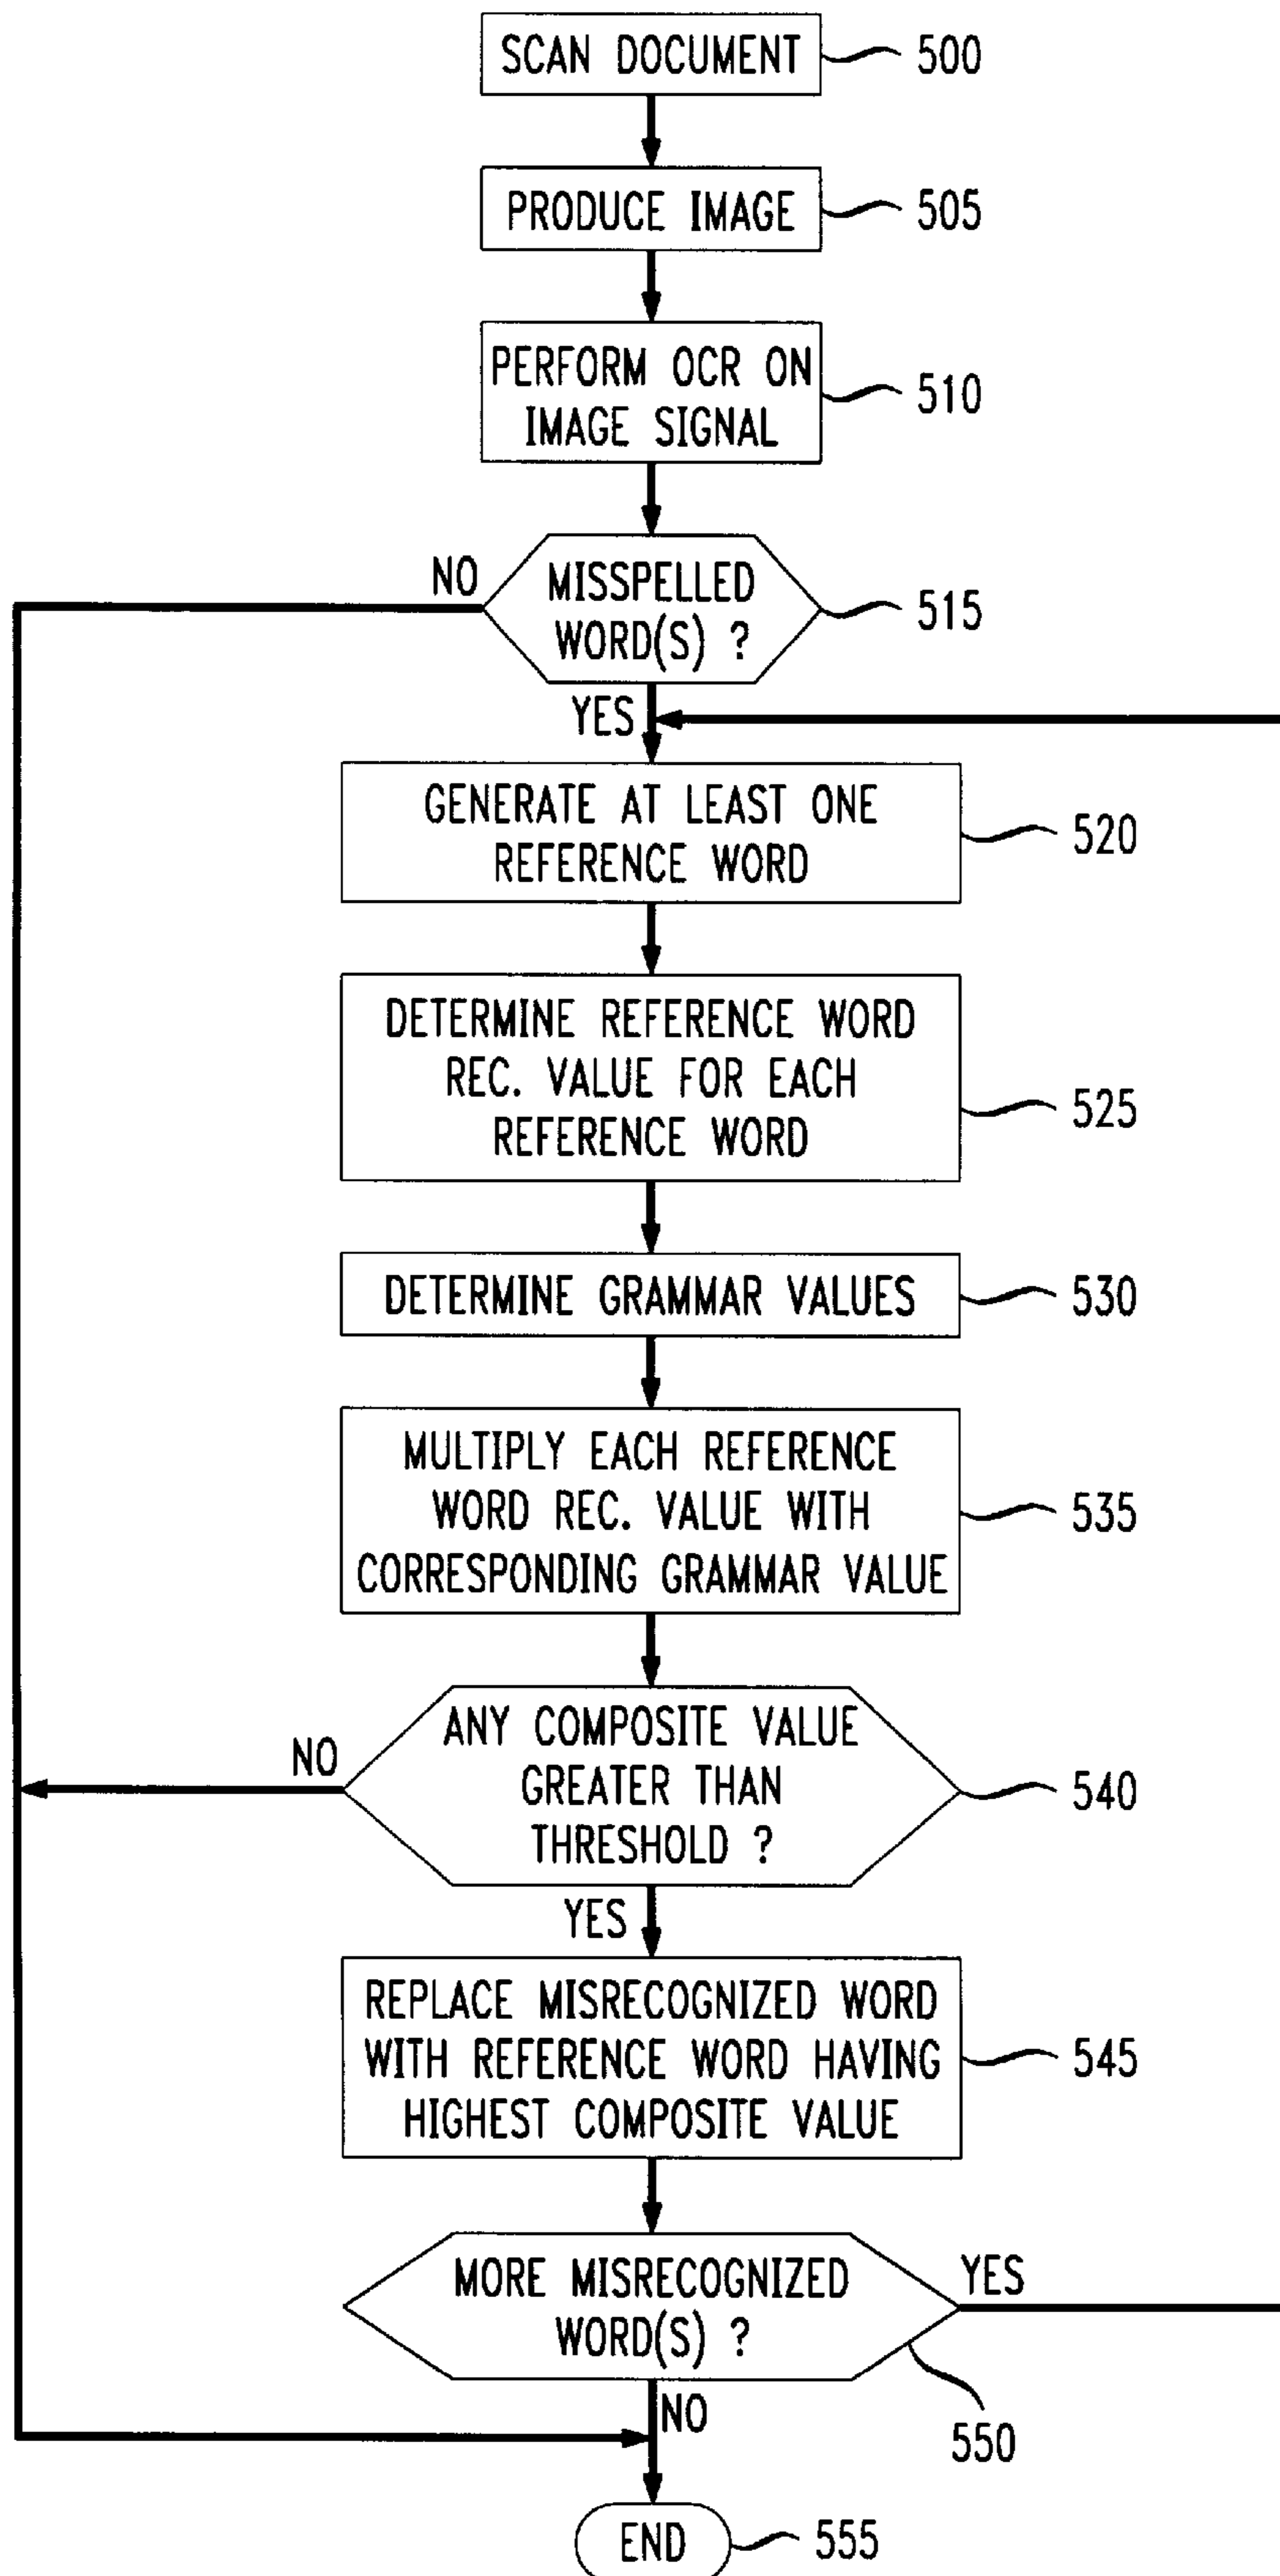 SCAN DOCUMENT
500
PRODUCE IMAGE
505
PERFORM OCR ON
IMAGE SIGNAL
510
NO
MISSPELLED
WORD(S) ?
515
YES
GENERATE AT LEAST ONE
REFERENCE WORD
520
DETERMINE REFERENCE WORD
REC. VALUE FOR EACH
REFERENCE WORD
525
DETERMINE GRAMMAR VALUES
530
MULTIPLY EACH REFERENCE
WORD REC. VALUE WITH
CORRESPONDING GRAMMAR VALUE
535
NO
ANY COMPOSITE VALUE
GREATER THAN
THRESHOLD ?
540
YES
REPLACE MISRECOGNIZED WORD
WITH REFERENCE WORD HAVING
HIGHEST COMPOSITE VALUE
545
MORE MISRECOGNIZED
WORD(S) ?
YES
550
NO
END
555